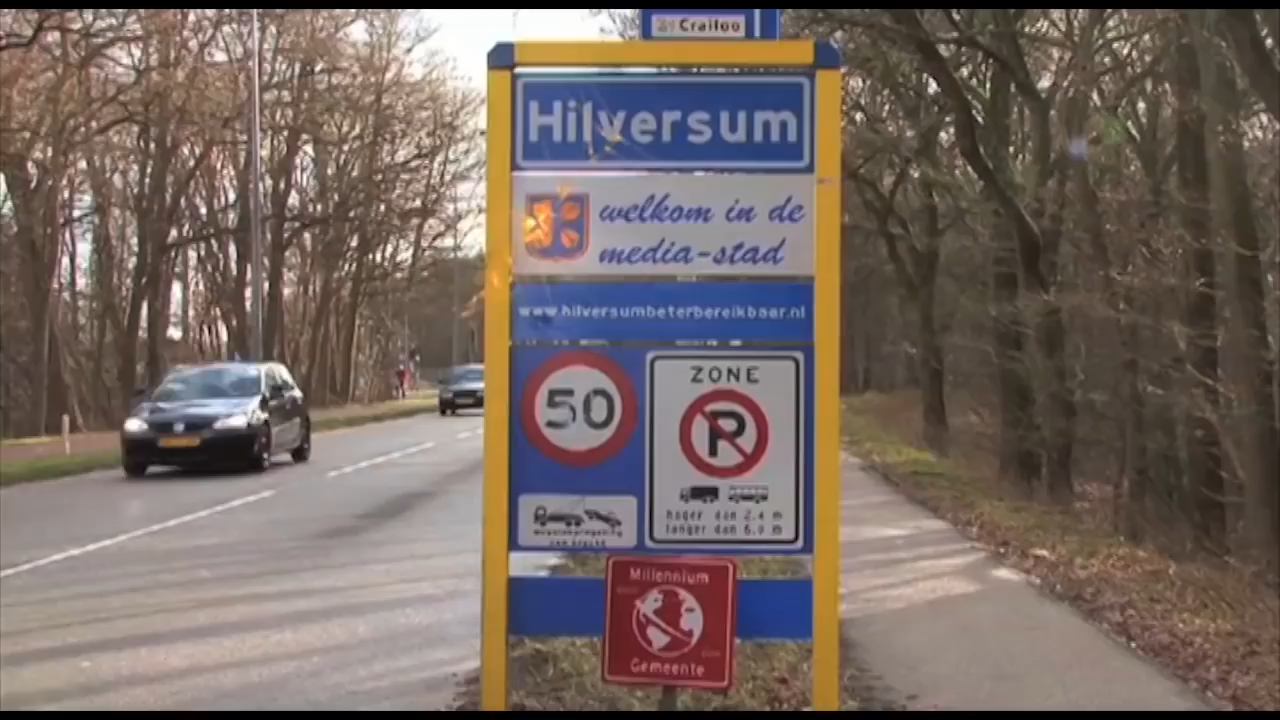 Crailoo
Hilversum
welkom in de
media-stad
www.hilversumbeterbereikbaar.nl
50
ZONE
P
hoger dan 2.4 m
langer dan 6.0 m
Millennium
Gemeente